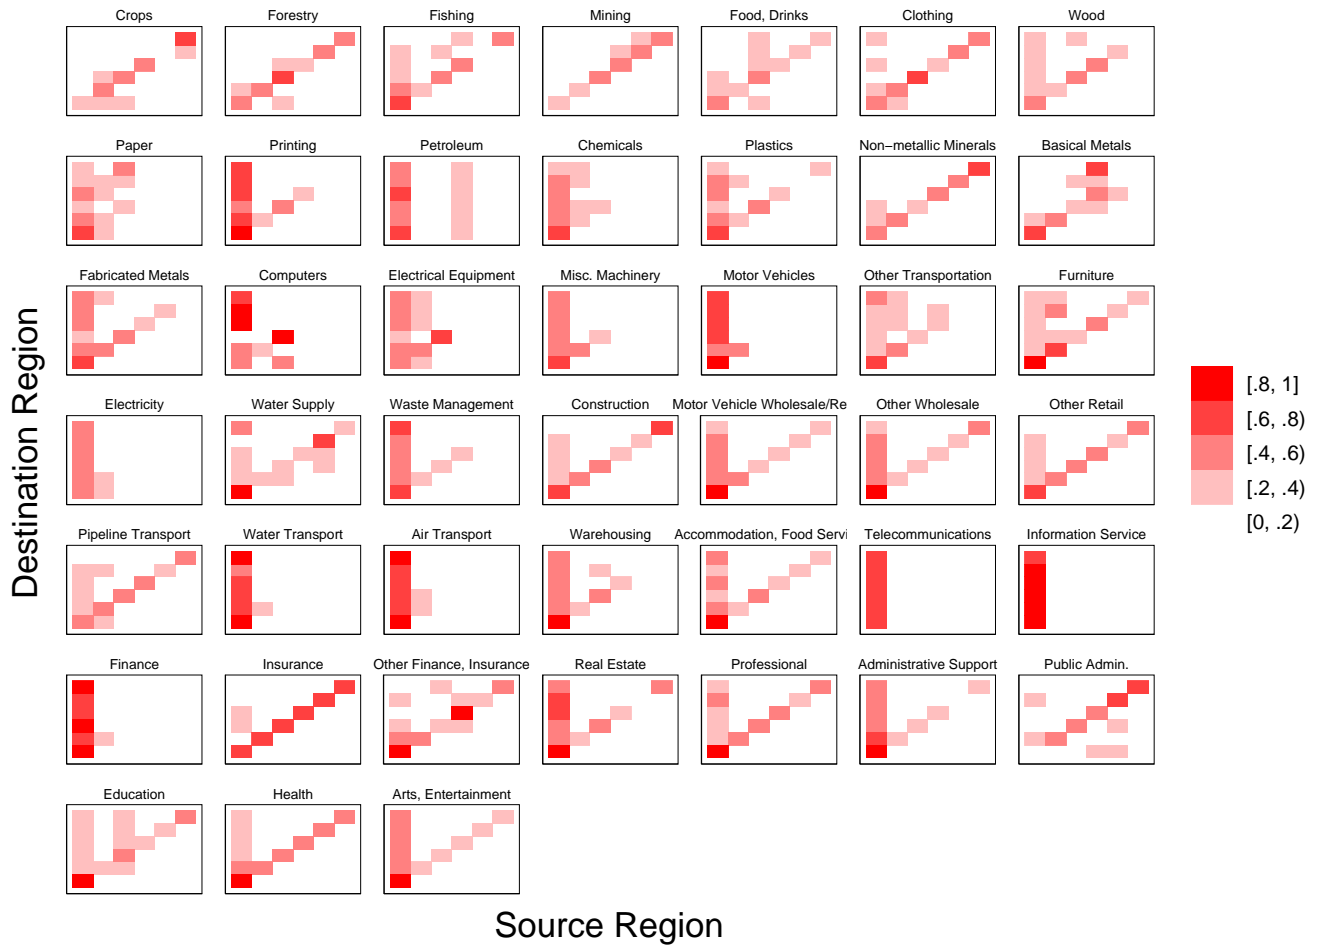 Crops
Forestry
Fishing
Mining
Food, Drinks
Clothing
Wood
Paper
Printing
Petroleum
Chemicals
Plastics
Non−metallic Minerals
Basical Metals
Fabricated Metals
Computers
Electrical Equipment
Misc. Machinery
Motor Vehicles
Other Transportation
Furniture
Electricity
Water Supply
Waste Management
Construction
Motor Vehicle Wholesale/Re
Other Wholesale
Other Retail
Pipeline Transport
Water Transport
Air Transport
Warehousing
Accommodation, Food Servi
Telecommunications
Information Service
Finance
Insurance
Other Finance, Insurance
Real Estate
Professional
Administrative Support
Public Admin.
Education
Health
Arts, Entertainment
Destination Region
Source Region
[.8, 1]
[.6, .8)
[.4, .6)
[.2, .4)
[0, .2)